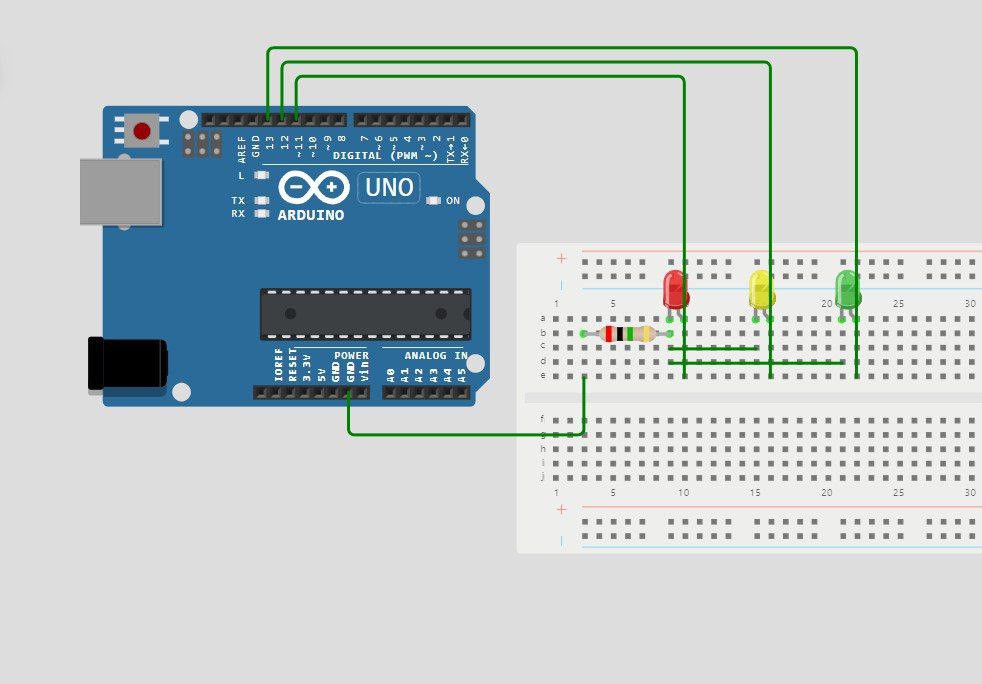 AREF
GND
13
12
~11
~10
~9
8
7
~6
~5
4
~3
2
TX→1
RX←0
DIGITAL (PWM ~)
L
TX
RX
UNO
ON
ARDUINO
IOREF
RESET
3.3V
5V
GND
GND
Vin
POWER
ANALOG IN
A0
A1
A2
A3
A4
A5
+
1 5 10 15 20 25 30
a
b
c
d
e
f
g
h
i
j
1 5 10 15 20 25 30
+